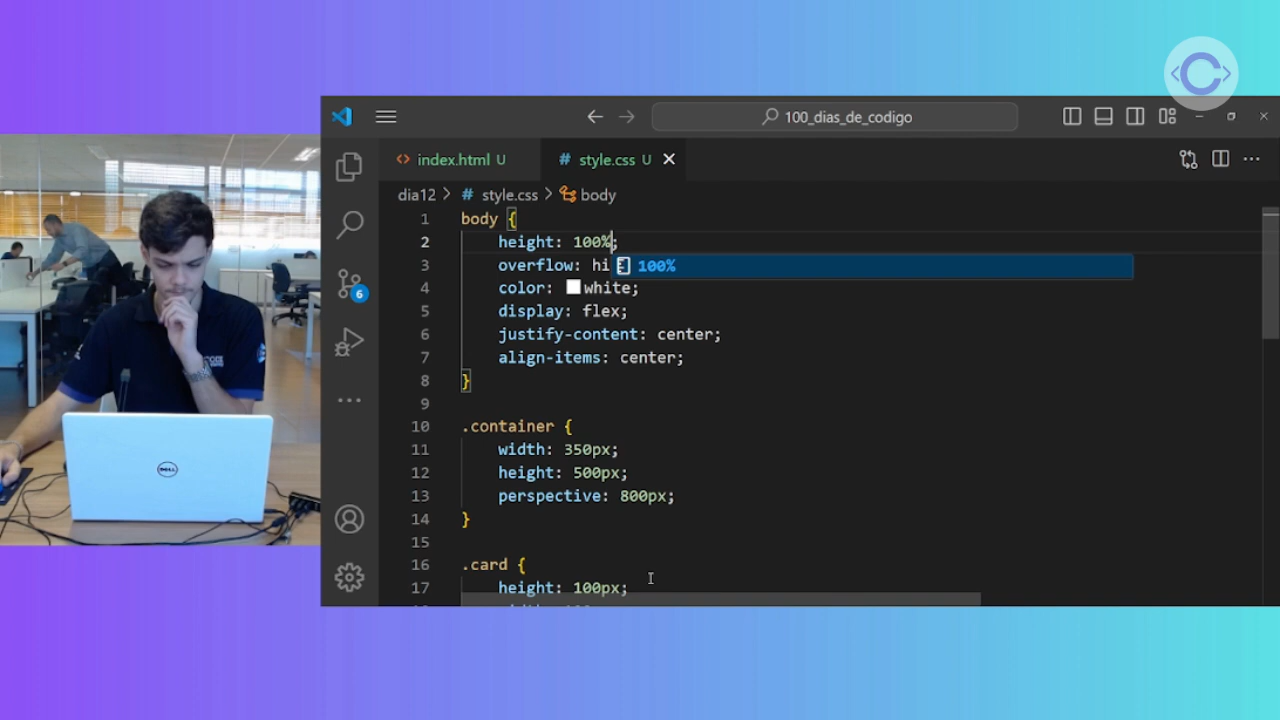 <C>
100_dias_de_codigo
index.html U
style.css U
dia12 > # style.css > body
1 body {
2 height: 100%;
3 overflow: hi
100%
4 color: white;
5 display: flex;
6 justify-content: center;
7 align-items: center;
8 }
9
10 .container {
11 width: 350px;
12 height: 500px;
13 perspective: 800px;
14 }
15
16 .card {
17 height: 100px;
6
DELL